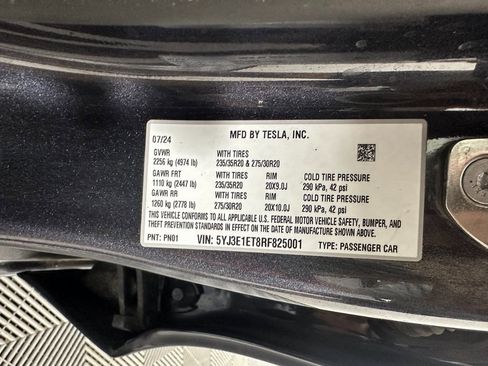 07/24 MFD BY TESLA, INC.
GVWR WITH TIRES
2256 kg (4974 lb) 235/35R20 & 275/30R20
GAWR FRT WITH TIRES RIM COLD TIRE PRESSURE
1110 kg (2447 lb) 235/35R20 20X9.0J 290 kPa, 42 psi
GAWR RR WITH TIRES RIM COLD TIRE PRESSURE
1260 kg (2778 lb) 275/30R20 20X10.0J 290 kPa, 42 psi
THIS VEHICLE CONFORMS TO ALL APPLICABLE U.S. FEDERAL MOTOR VEHICLE SAFETY, BUMPER, AND
THEFT PREVENTION STANDARDS IN EFFECT ON THE DATE OF MANUFACTURE SHOWN ABOVE.
PNT: PN01 VIN: 5YJ3E1ET8RF825001 TYPE: PASSENGER CAR